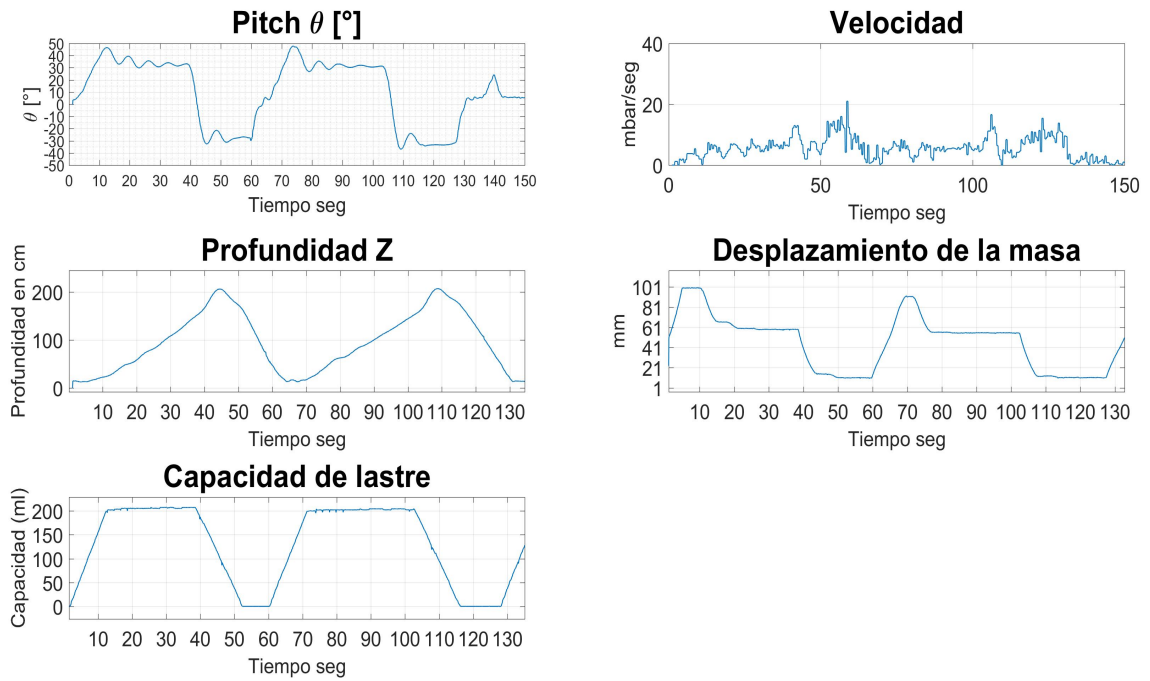 Pitch θ [°]
θ [°]
50
40
30
20
10
0
-10
-20
-30
-40
-50
0 10 20 30 40 50 60 70 80 90 100 110 120 130 140 150
Tiempo seg
Velocidad
mbar/seg
40
20
0
0 50 100 150
Tiempo seg
Profundidad Z
Profundidad en cm
200
100
0
10 20 30 40 50 60 70 80 90 100 110 120 130
Tiempo seg
Desplazamiento de la masa
mm
101
81
61
41
21
1
10 20 30 40 50 60 70 80 90 100 110 120 130
Tiempo seg
Capacidad de lastre
Capacidad (ml)
200
150
100
50
0
10 20 30 40 50 60 70 80 90 100 110 120 130
Tiempo seg